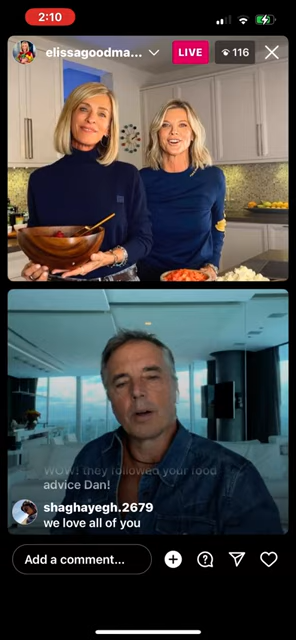 2:10
elissagoodma...
LIVE
116
WOW! they followed your food
advice Dan!
shaghayegh.2679
we love all of you
Add a comment...